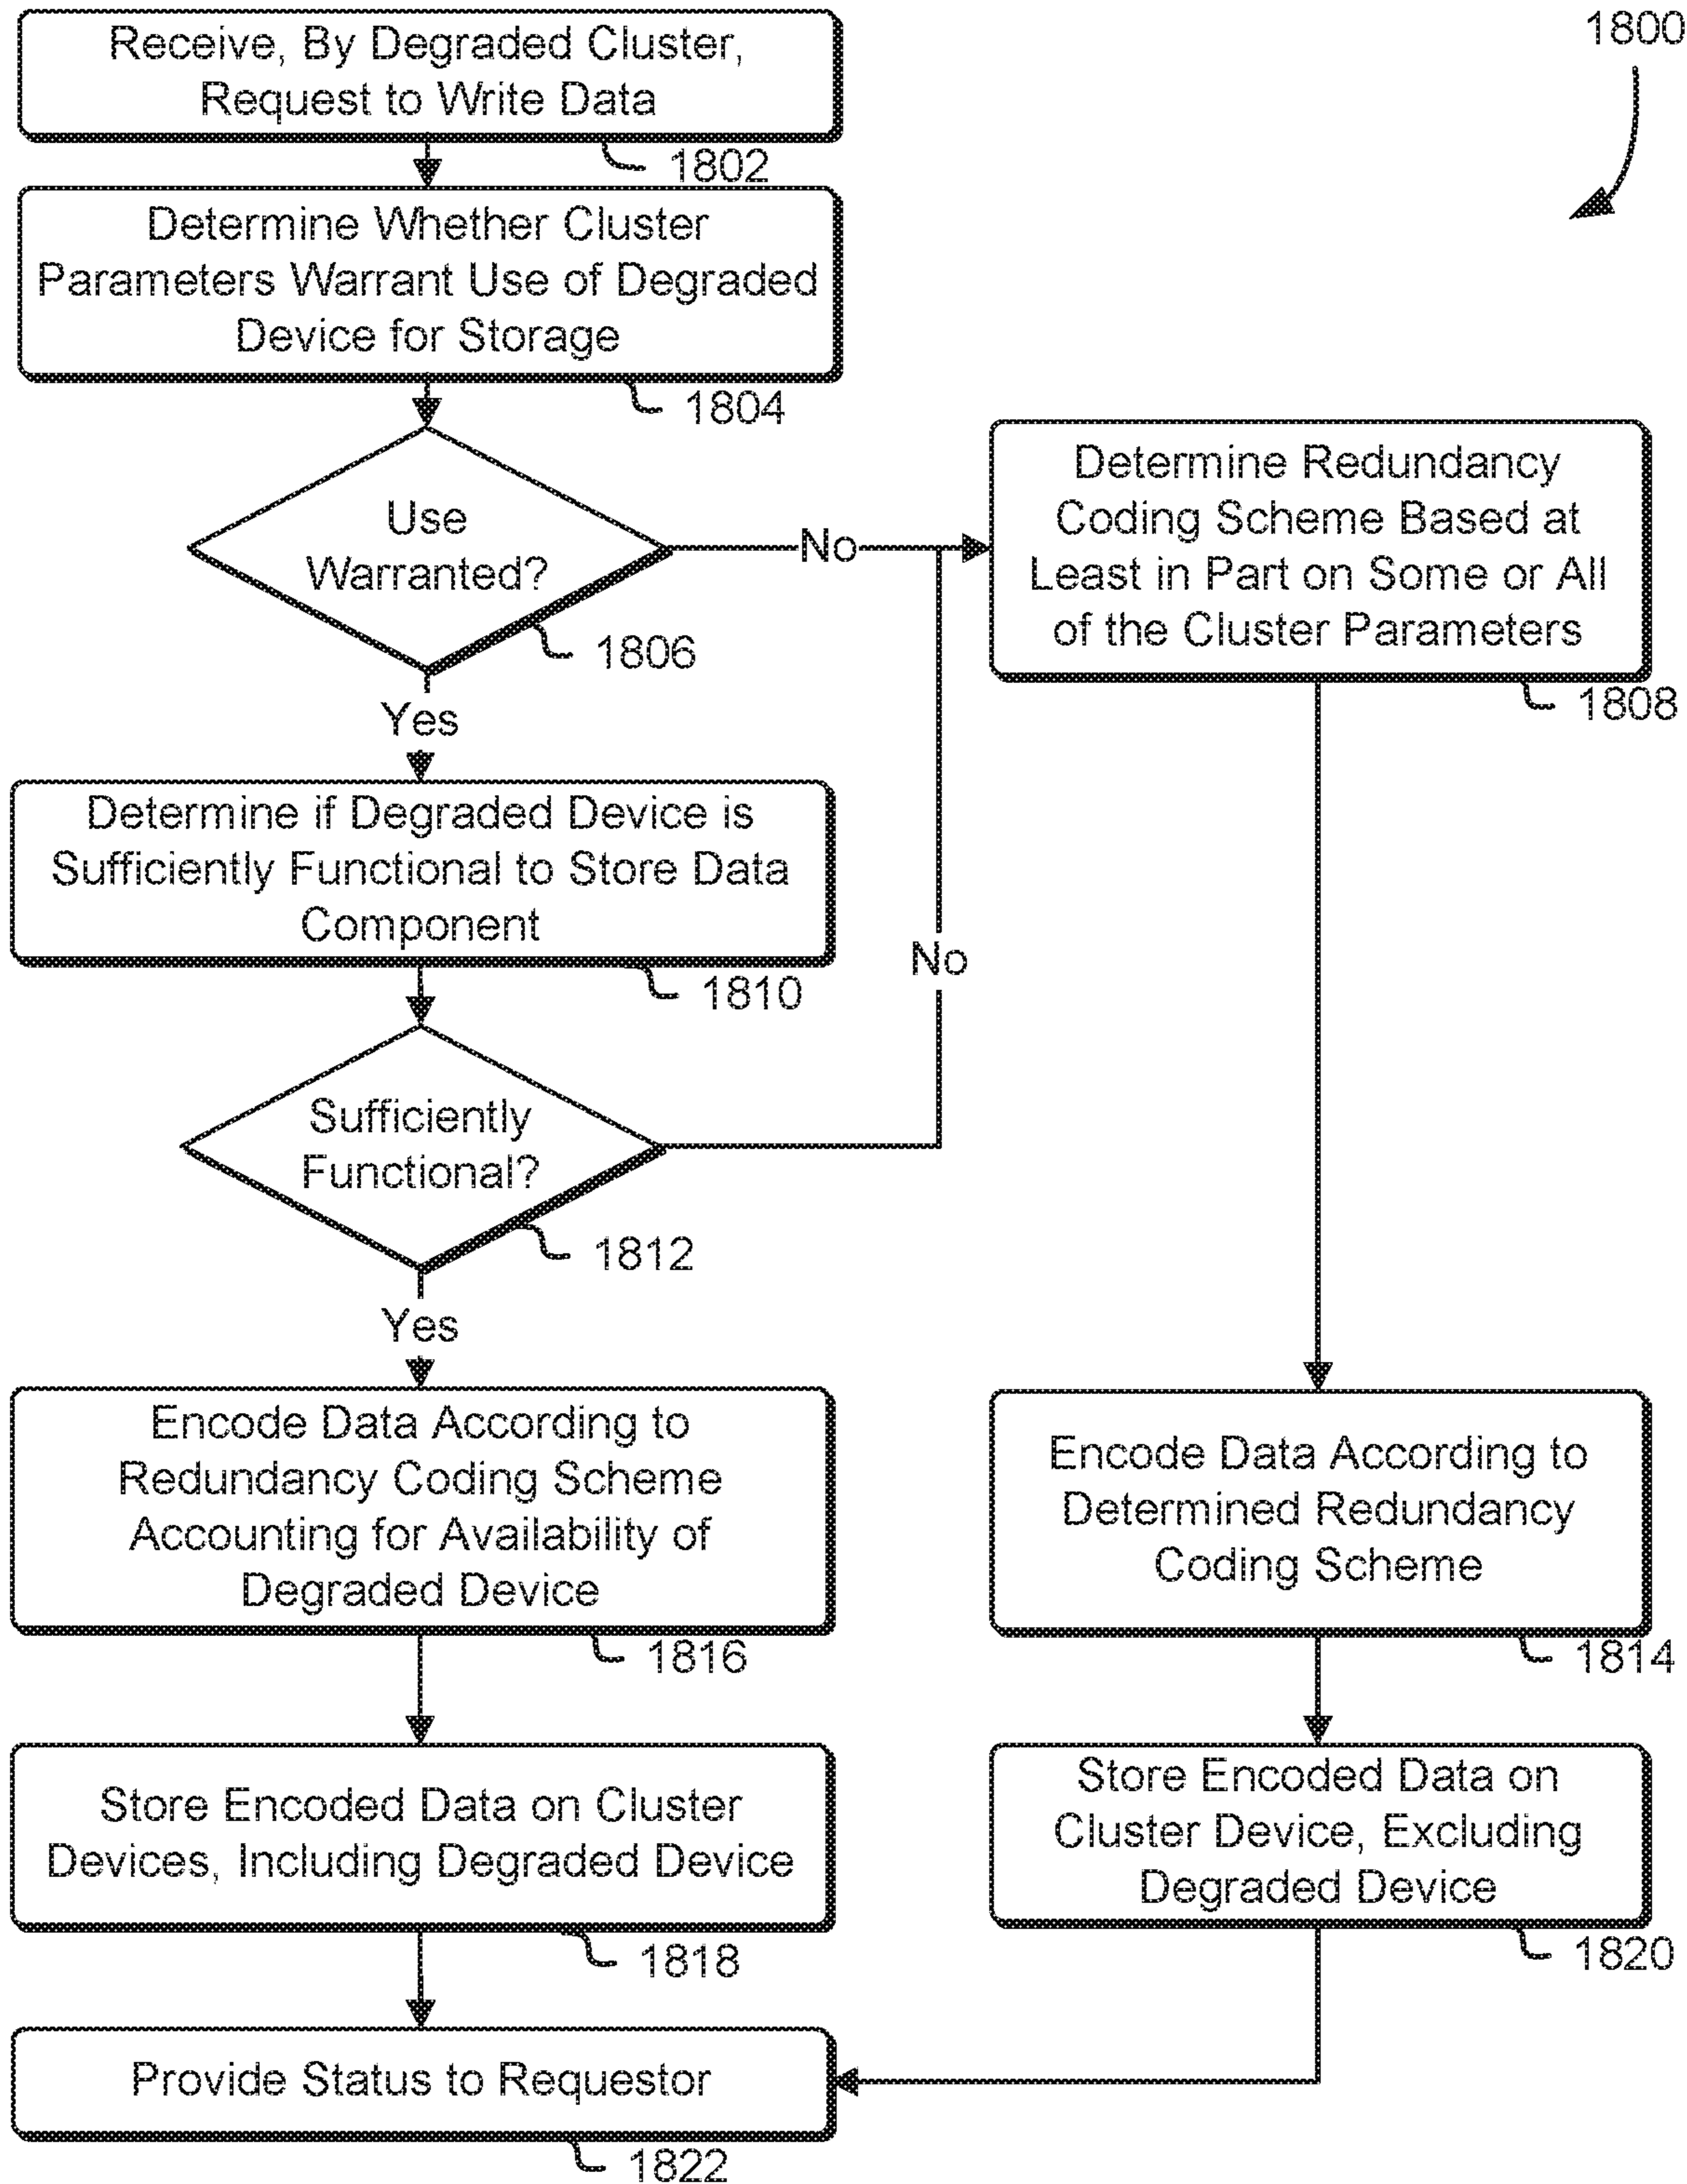 1800
Receive, By Degraded Cluster,
Request to Write Data
1802
Determine Whether Cluster
Parameters Warrant Use of Degraded
Device for Storage
1804
Use
Warranted?
1806
No
Yes
Determine Redundancy
Coding Scheme Based at
Least in Part on Some or All
of the Cluster Parameters
1808
Determine if Degraded Device is
Sufficiently Functional to Store Data
Component
1810
No
Sufficiently
Functional?
1812
Yes
Encode Data According to
Redundancy Coding Scheme
Accounting for Availability of
Degraded Device
1816
Encode Data According to
Determined Redundancy
Coding Scheme
1814
Store Encoded Data on Cluster
Devices, Including Degraded Device
1818
Store Encoded Data on
Cluster Device, Excluding
Degraded Device
1820
Provide Status to Requestor
1822